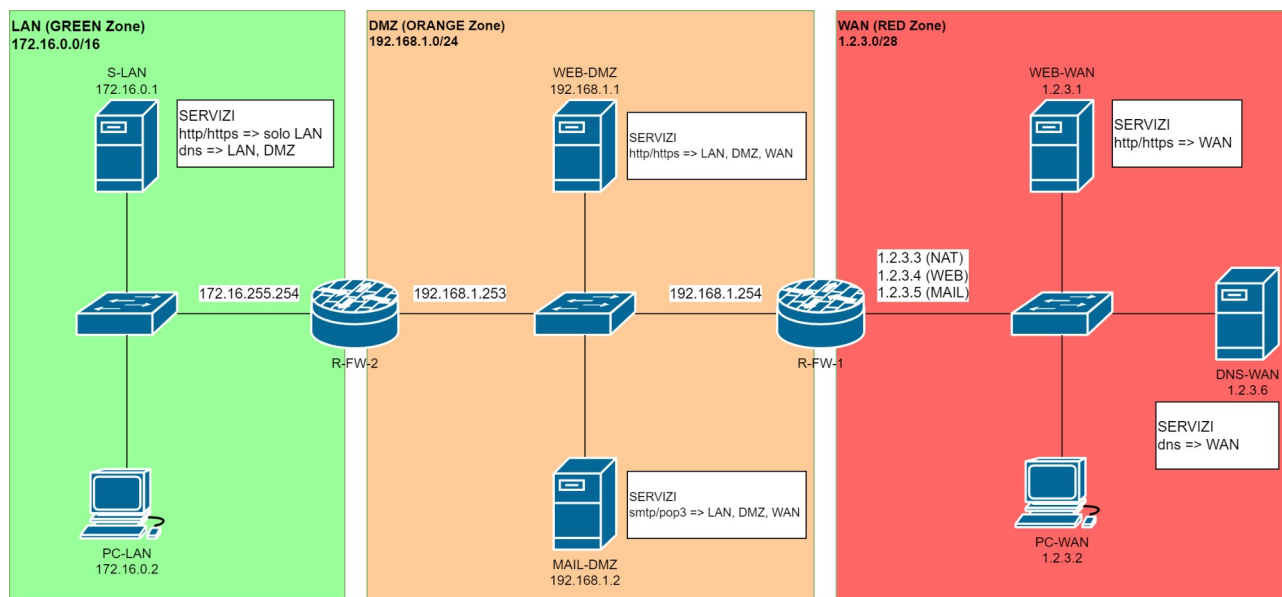 LAN (GREEN Zone)
172.16.0.0/16
S-LAN
172.16.0.1
SERVIZI
http/https => solo LAN
dns => LAN, DMZ
172.16.255.254
R-FW-2
PC-LAN
172.16.0.2
DMZ (ORANGE Zone)
192.168.1.0/24
WEB-DMZ
192.168.1.1
SERVIZI
http/https => LAN, DMZ, WAN
192.168.1.253
192.168.1.254
R-FW-1
SERVIZI
smtp/pop3 => LAN, DMZ, WAN
MAIL-DMZ
192.168.1.2
WAN (RED Zone)
1.2.3.0/28
WEB-WAN
1.2.3.1
SERVIZI
http/https => WAN
1.2.3.3 (NAT)
1.2.3.4 (WEB)
1.2.3.5 (MAIL)
DNS-WAN
1.2.3.6
SERVIZI
dns => WAN
PC-WAN
1.2.3.2